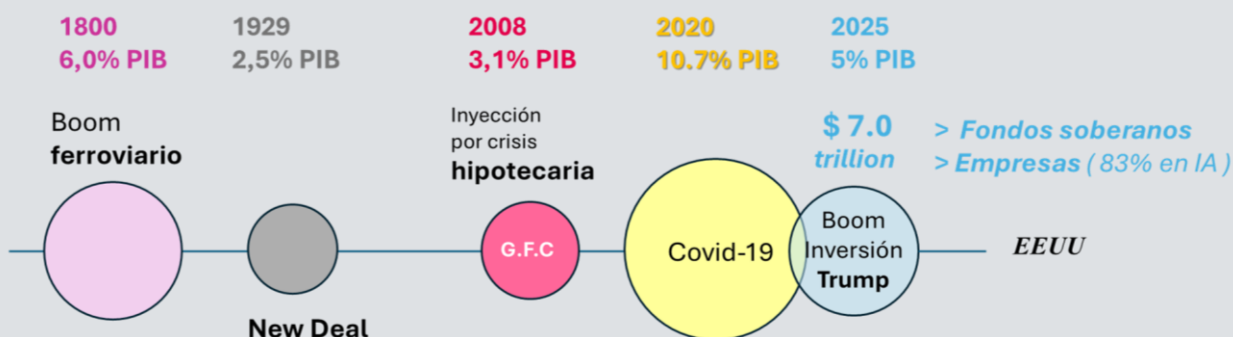 1800
6,0% PIB
1929
2,5% PIB
2008
3,1% PIB
2020
10.7% PIB
2025
5% PIB
Boom
ferroviario
Inyección
por crisis
hipotecaria
$ 7.0
trillion
> Fondos soberanos
> Empresas ( 83% en IA )
G.F.C
Covid-19
Boom
Inversión
Trump
EEUU
New Deal